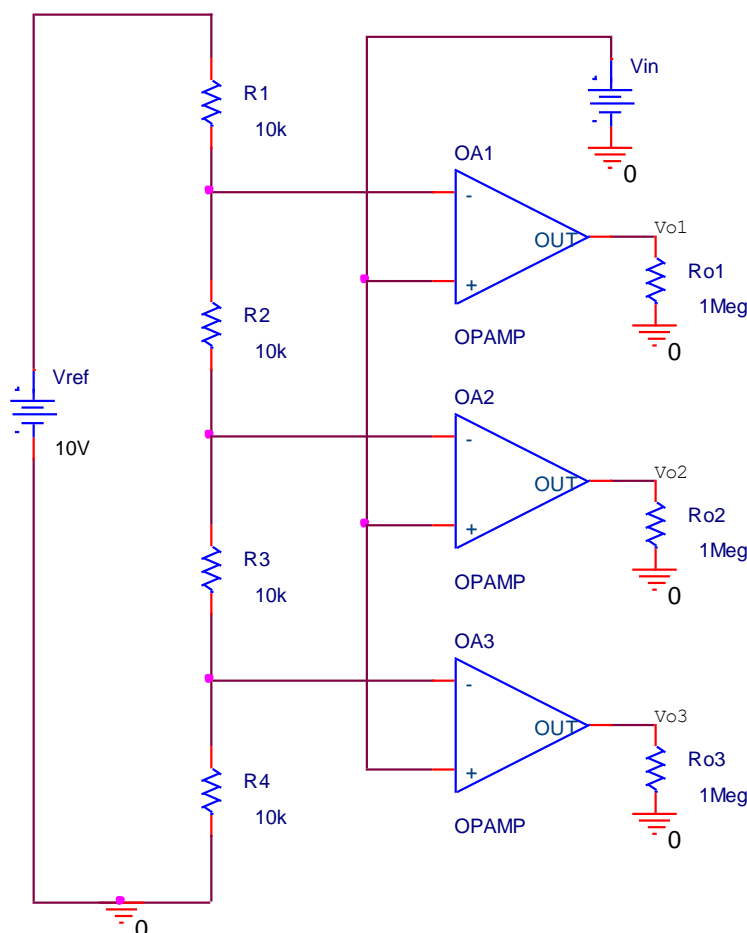 Vin
R1
10k
OA1
0
-
Vo1
OUT
Ro1
+
1Meg
R2
OPAMP
0
10k
Vref
OA2
10V
-
Vo2
OUT
Ro2
+
1Meg
R3
OPAMP
0
10k
OA3
-
Vo3
OUT
Ro3
R4
+
1Meg
10k
OPAMP
0
0